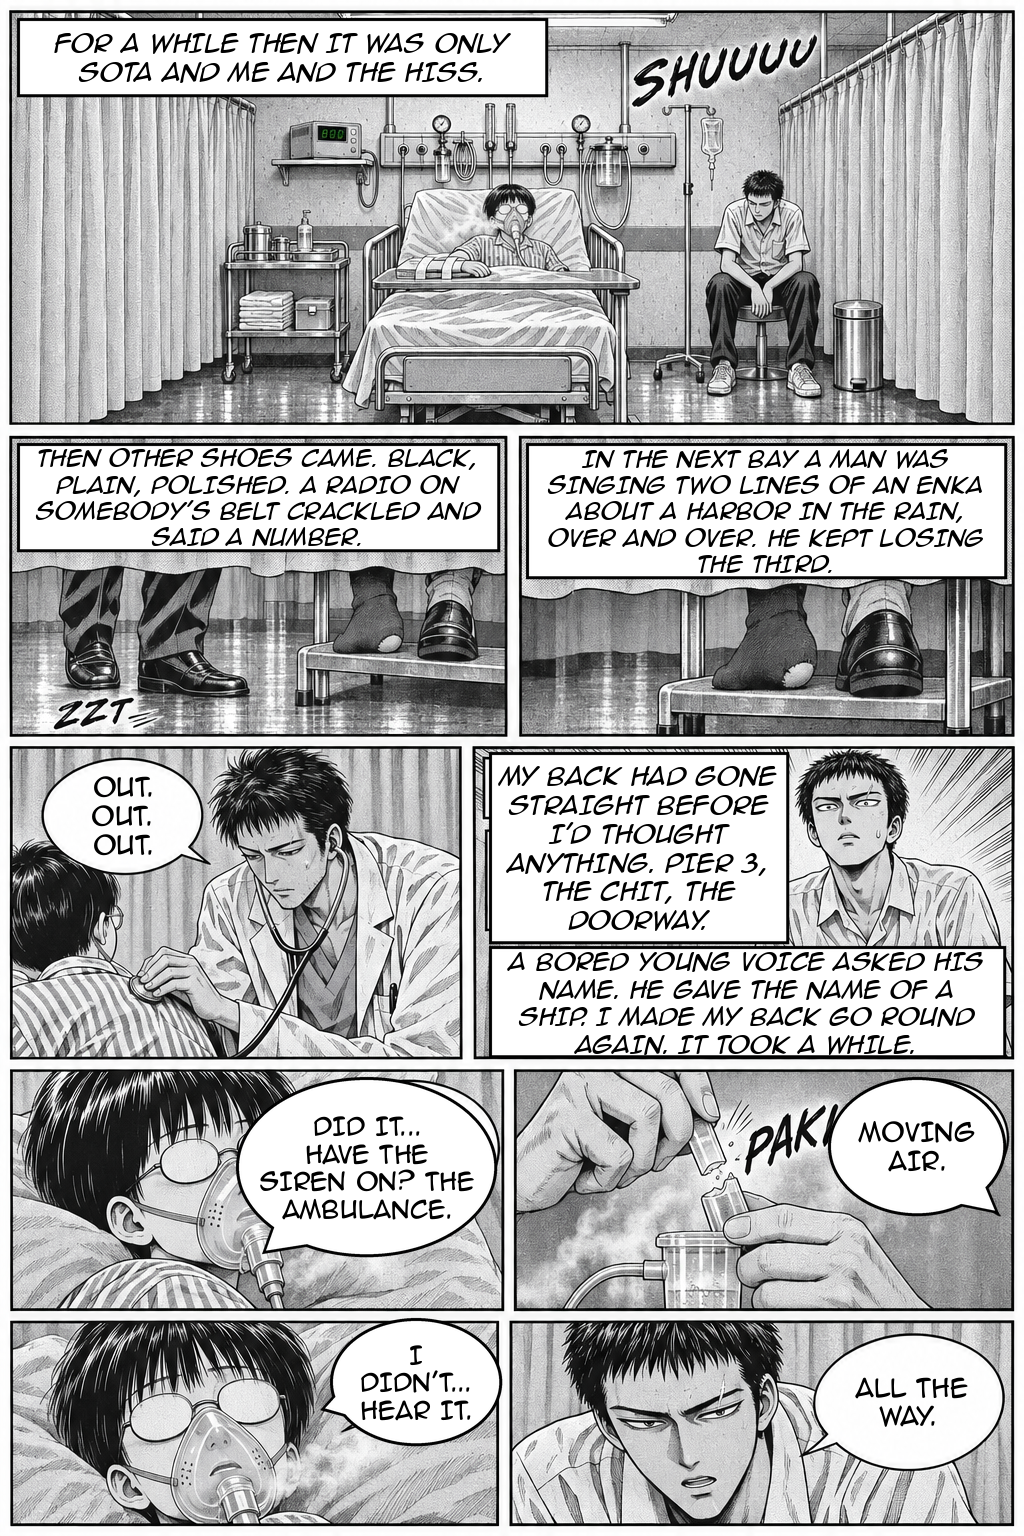 FOR A WHILE THEN IT WAS ONLY
SOTA AND ME AND THE HISS.
SHUUUU
THEN OTHER SHOES CAME. BLACK,
PLAIN, POLISHED. A RADIO ON
SOMEBODY'S BELT CRACKLED AND
SAID A NUMBER.
ZZT
IN THE NEXT BAY A MAN WAS
SINGING TWO LINES OF AN ENKA
ABOUT A HARBOR IN THE RAIN,
OVER AND OVER. HE KEPT LOSING
THE THIRD.
OUT.
OUT.
OUT.
MY BACK HAD GONE
STRAIGHT BEFORE
I'D THOUGHT
ANYTHING. PIER 3,
THE CHIT, THE
DOORWAY.
A BORED YOUNG VOICE ASKED HIS
NAME. HE GAVE THE NAME OF A
SHIP. I MADE MY BACK GO ROUND
AGAIN. IT TOOK A WHILE.
DID IT...
HAVE THE
SIREN ON? THE
AMBULANCE.
PAKI
MOVING
AIR.
I
DIDN'T...
HEAR IT.
ALL THE
WAY.